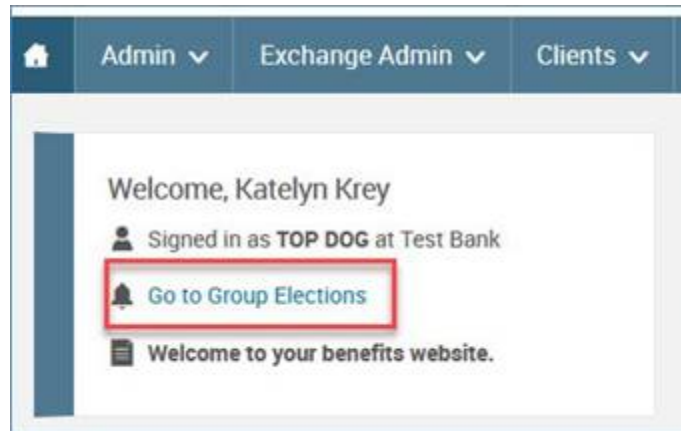 Admin Exchange Admin Clients
Welcome, Katelyn Krey
Signed in as TOP DOG at Test Bank
Go to Group Elections
Welcome to your benefits website.